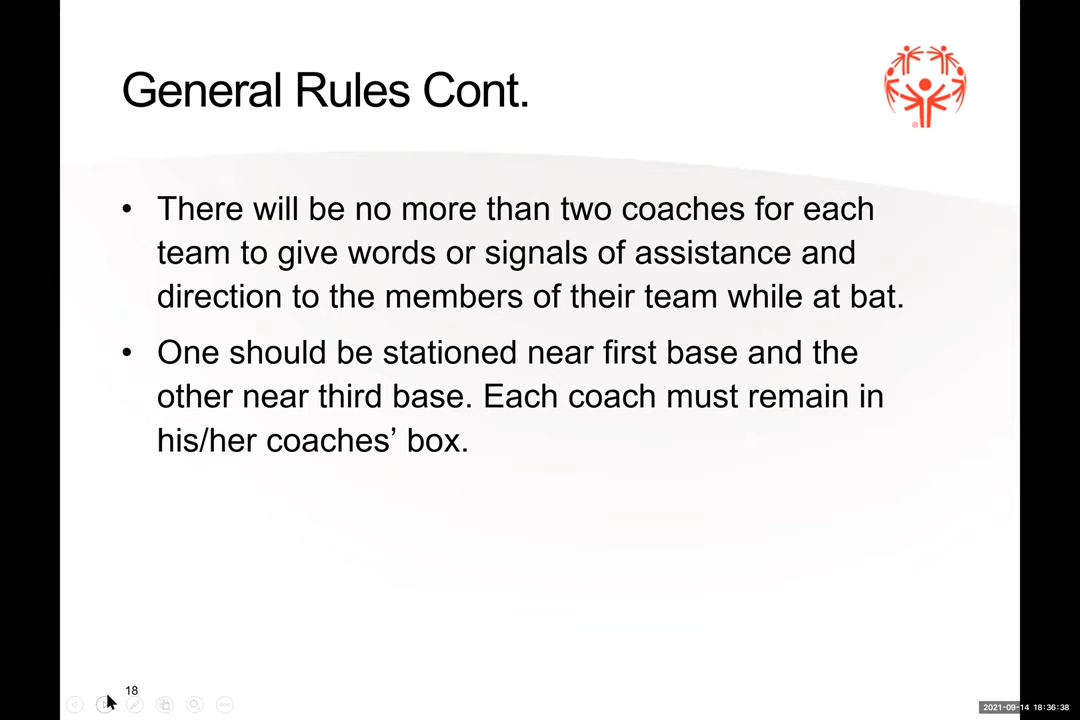 General Rules Cont.
• There will be no more than two coaches for each
team to give words or signals of assistance and
direction to the members of their team while at bat.
• One should be stationed near first base and the
other near third base. Each coach must remain in
his/her coaches’ box.
18
2021-09-14 18:36:38